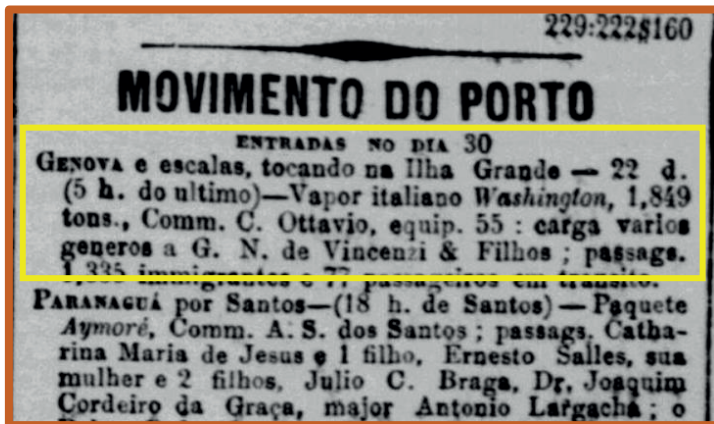 229:222$160
MOVIMENTO DO PORTO
ENTRADAS NO DIA 30
GENOVA e escalas, tocando na Ilha Grande — 22 d.
(5 h. do ultimo)—Vapor italiano Washington, 1,849
tons., Comm. C. Ottavio, equip. 55 : carga varios
generos a G. N. de Vincenzi & Filhos ; passags.
1,335 immigrantes e 77 passageiros em transito.
PARANAGUÁ por Santos—(18 h. de Santos) — Paquete
Aymoré, Comm. A. S. dos Santos ; passags. Catha-
rina Maria de Jesus e 1 filho, Ernesto Salles, sua
mulher e 2 filhos, Julio C. Braga, Dr. Joaquim
Cordeiro da Graça, major Antonio Largacha ; o